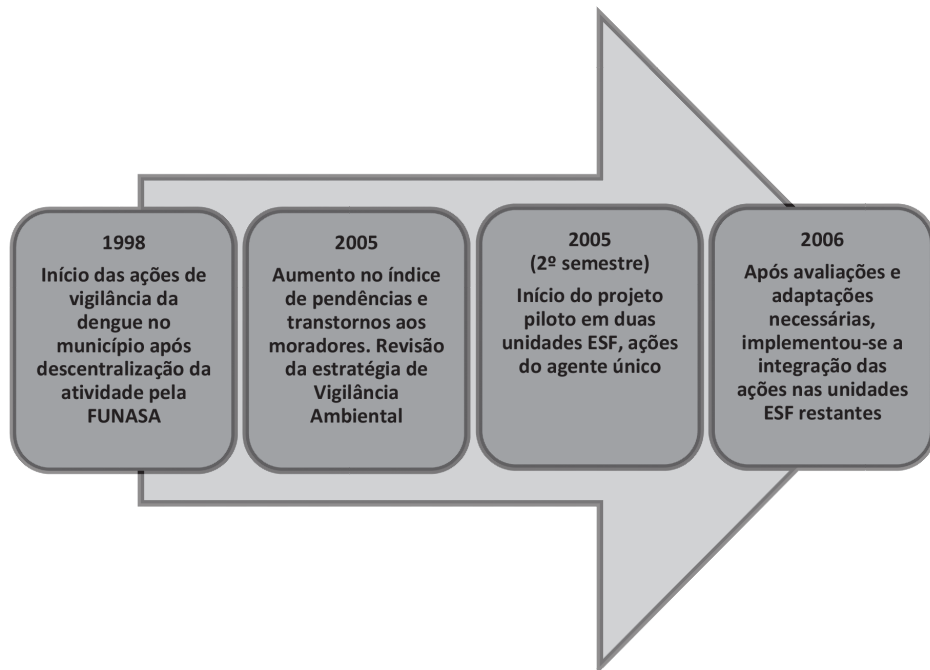 1998
Início das ações de
vigilância da
dengue no
município após
descentralização da
atividade pela
FUNASA
2005
Aumento no índice
de pendências e
transtornos aos
moradores. Revisão
da estratégia de
Vigilância
Ambiental
2005
(2º semestre)
Início do projeto
piloto em duas
unidades ESF, ações
do agente único
2006
Após avaliações e
adaptações
necessárias,
implementou-se a
integração das
ações nas unidades
ESF restantes